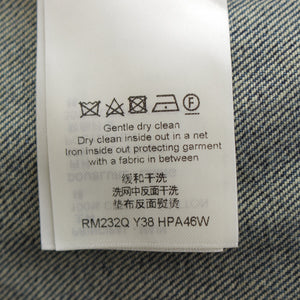 F
Gentle dry clean
Dry clean inside out in a net
Iron inside out protecting garment
with a fabric in between
缓和干洗
洗网中反面干洗
垫布反面熨烫
RM232Q Y38 HPA46W